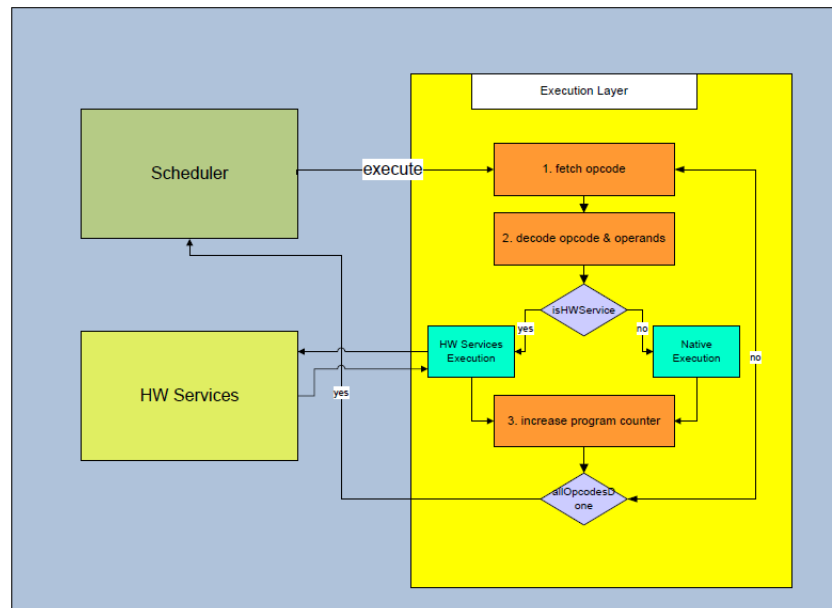 Execution Layer
Scheduler
execute
1. fetch opcode
2. decode opcode & operands
isHWService
yes
no
HW Services
Execution
Native
Execution
no
HW Services
yes
3. increase program counter
allOpcodesD
one